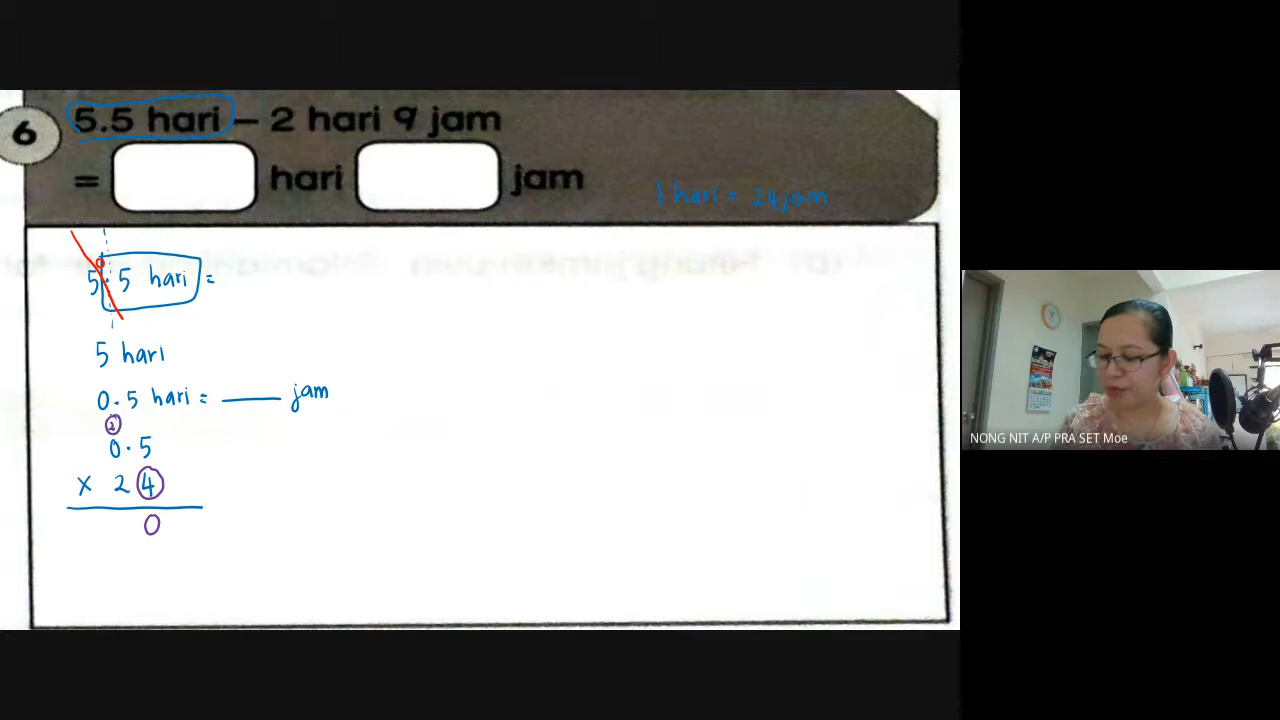 6
5.5 hari – 2 hari 9 jam
= hari jam
1 hari = 24 jam
5.5 hari =
5 hari
0.5 hari = ____ jam
2
0.5
x 24
0
NONG NIT A/P PRA SET Moe